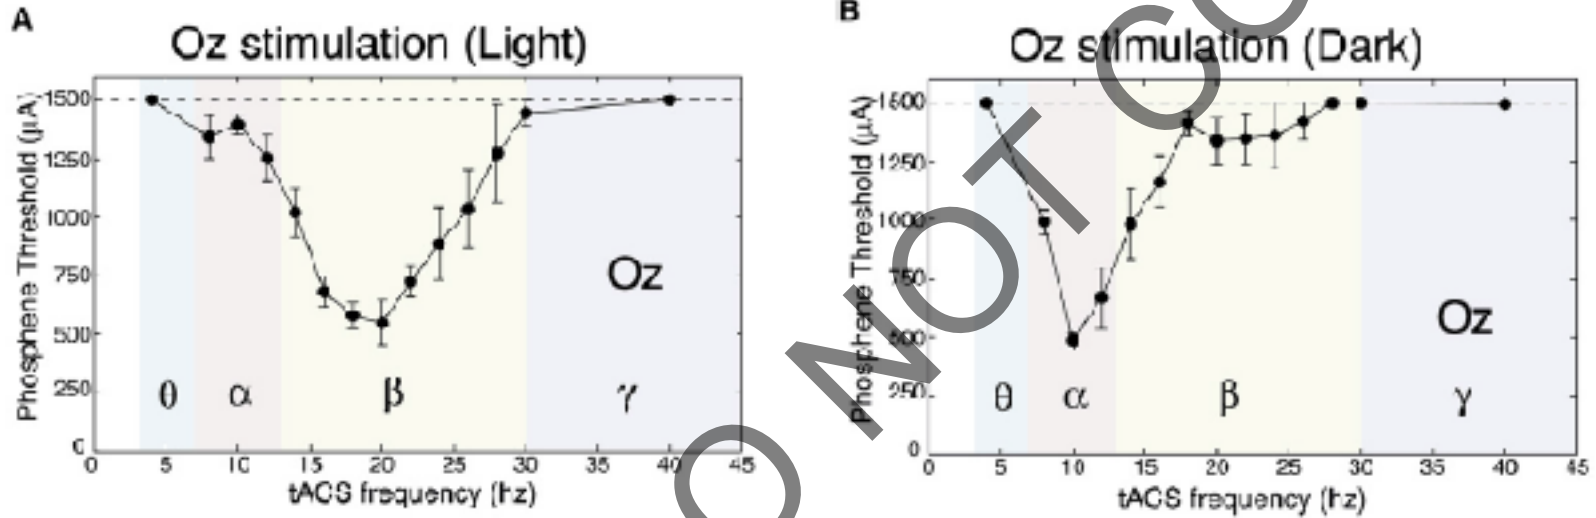 A
Oz stimulation (Light)
Phosphene Threshold (μA)
1500
1250
1000
750
500
250
0
θ α β γ
Oz
0 5 10 15 20 25 30 35 40 45
tACS frequency (hz)
B
Oz stimulation (Dark)
Phosphene Threshold (μA)
1500
1250
1000
750
500
250
0
θ α β γ
Oz
0 5 10 15 20 25 30 35 40 45
tACS frequency (hz)
O NOT CO